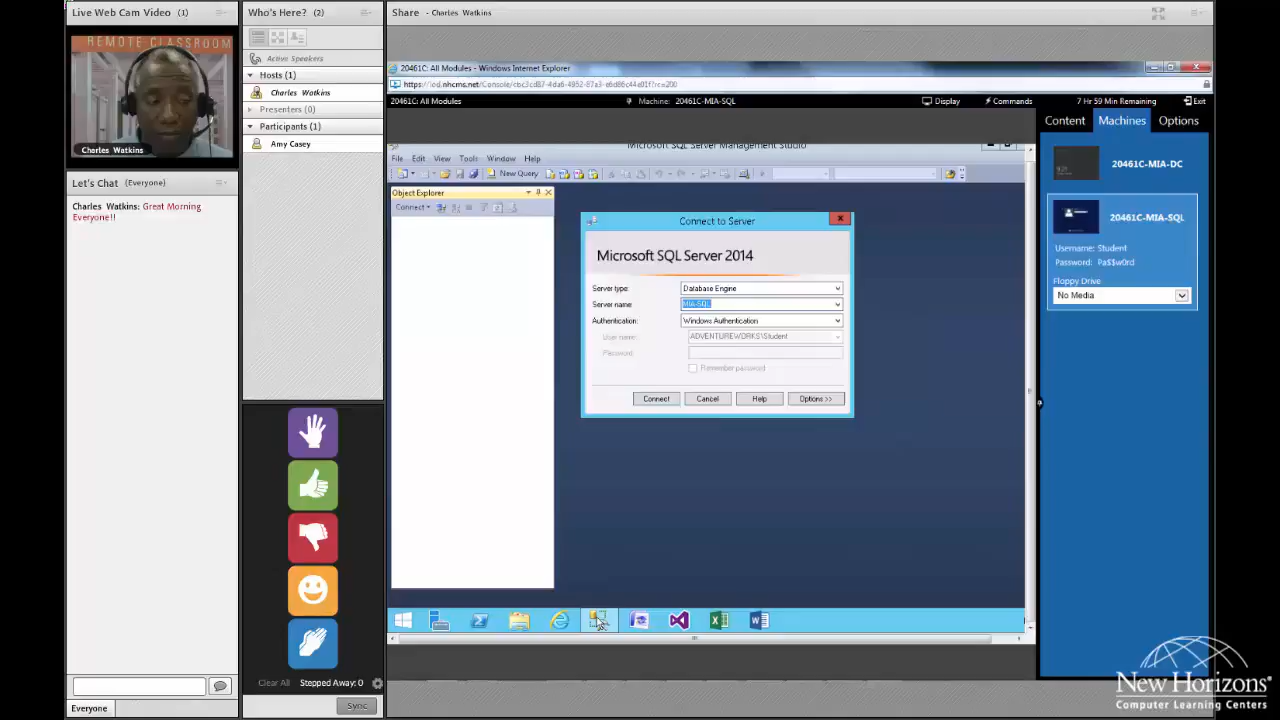 Live Web Cam Video (1)
REMOTE CLASSROOM
Charles Watkins
Let's Chat (Everyone)
Charles Watkins: Great Morning
Everyone!!
Everyone
Who's Here? (2)
Active Speakers
Hosts (1)
Charles Watkins
Presenters (0)
Participants (1)
Amy Casey
Clear All
Stepped Away: 0
Sync
Share - Charles Watkins
20461C: All Modules - Windows Internet Explorer
20461C: All Modules
Machine: 20461C-MIA-SQL
Display
Commands
7 Hr 59 Min Remaining
Exit
Microsoft SQL Server Management Studio
File Edit View Tools Window Help
New Query
Object Explorer
Connect
Connect to Server
Microsoft SQL Server 2014
Server type: Database Engine
Server name: MIA-SQL
Authentication: Windows Authentication
User name: ADVENTUREWORKS\Student
Password:
Remember password
Connect Cancel Help Options >>
Content Machines Options
20461C-MIA-DC
20461C-MIA-SQL
Username: Student
Password: Pa$$w0rd
Floppy Drive
No Media
New Horizons®
Computer Learning Centers